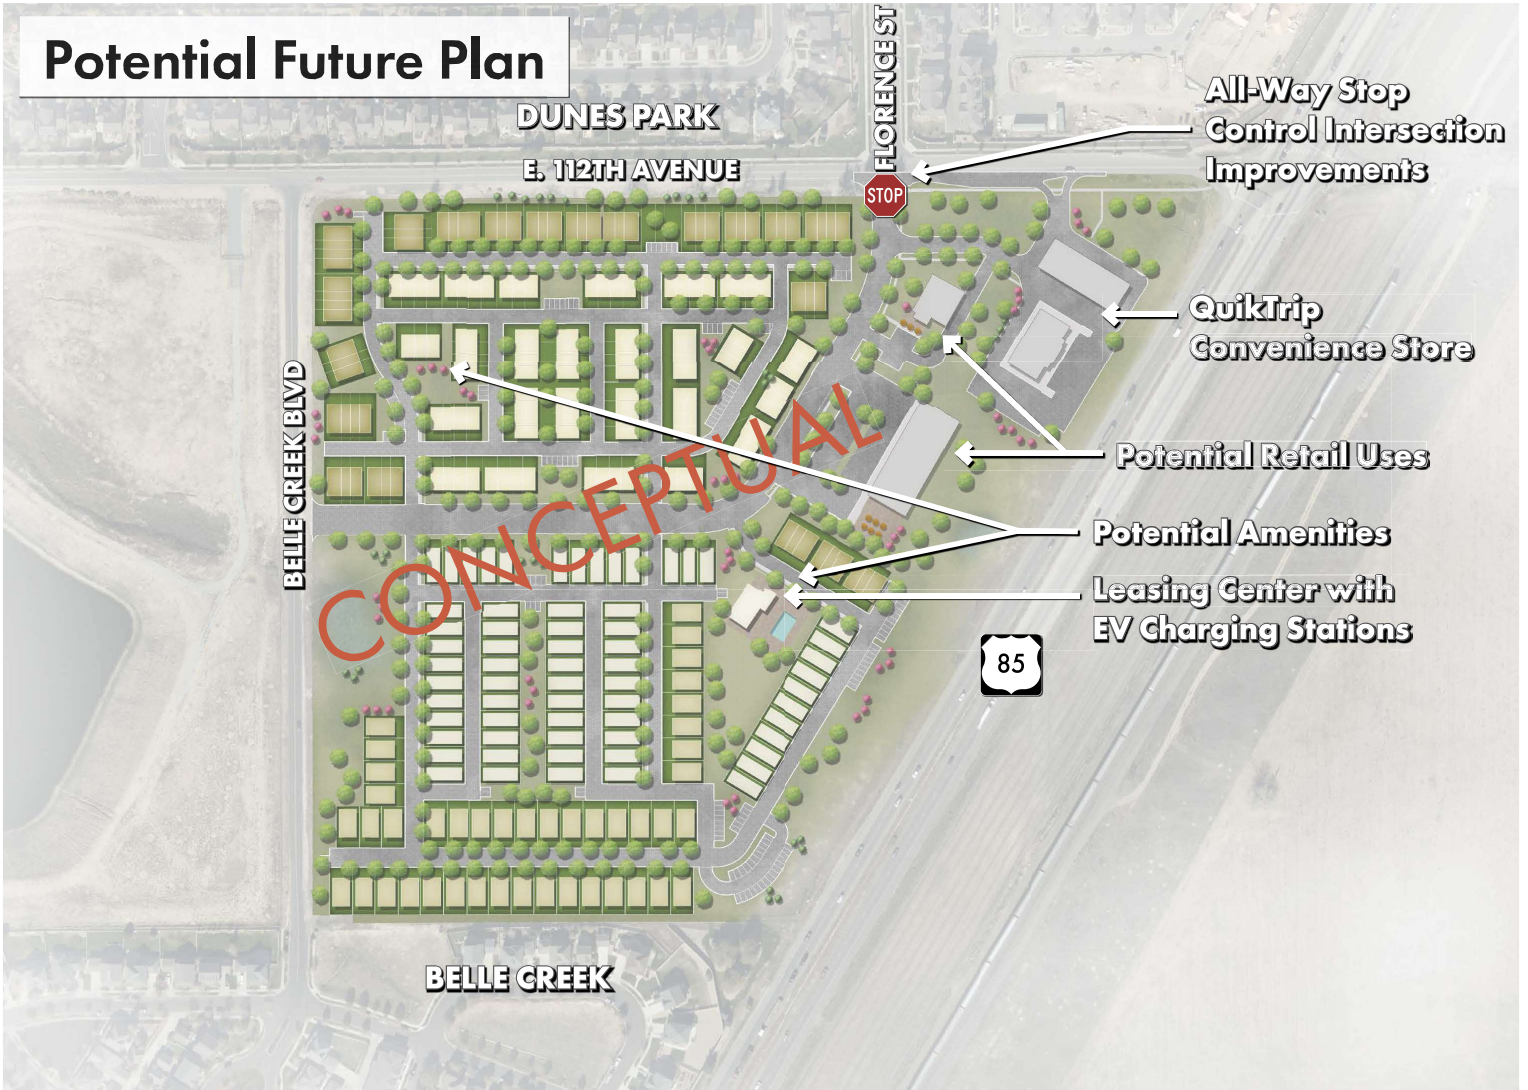 Potential Future Plan
DUNES PARK
E. 112TH AVENUE
FLORENCE ST
STOP
All-Way Stop
Control Intersection
Improvements
QuikTrip
Convenience Store
BELLE CREEK BLVD
Potential Retail Uses
CONCEPTUAL
Potential Amenities
Leasing Center with
EV Charging Stations
85
BELLE CREEK